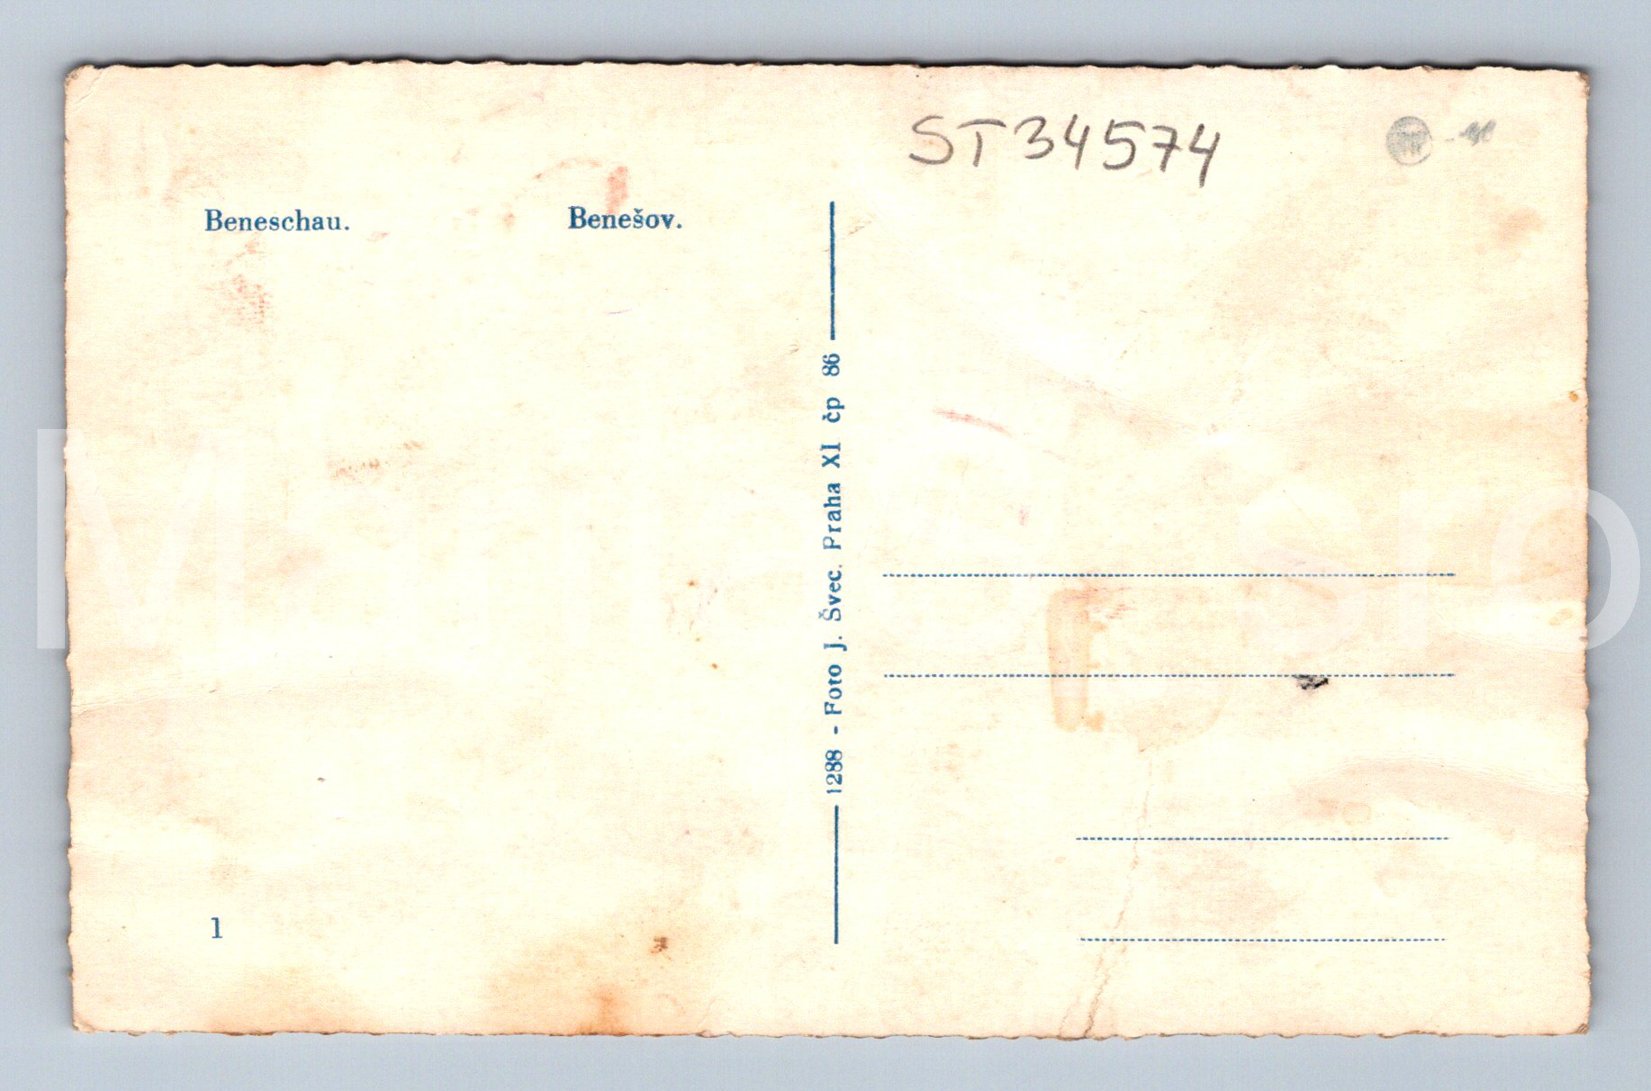 ST34574
Beneschau. Benešov.
1288 - Foto J. Švec, Praha XI čp 86
1